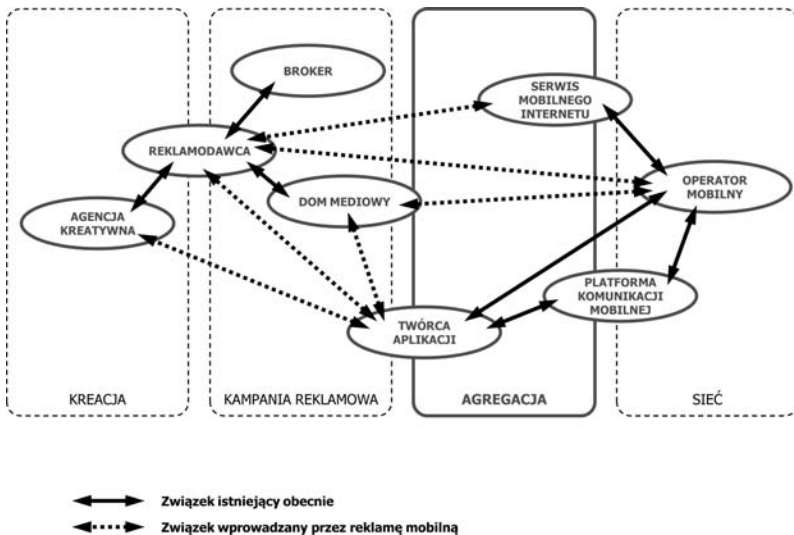 BROKER
SERWIS
MOBILNEGO
INTERNETU
REKLAMODAWCA
OPERATOR
MOBILNY
DOM MEDIOWY
AGENCJA
KREATYWNA
PLATFORMA
KOMUNIKACJI
MOBILNEJ
TWÓRCA
APLIKACJI
KREACJA
KAMPANIA REKLAMOWA
AGREGACJA
SIEĆ
Związek istniejący obecnie
Związek wprowadzany przez reklamę mobilną